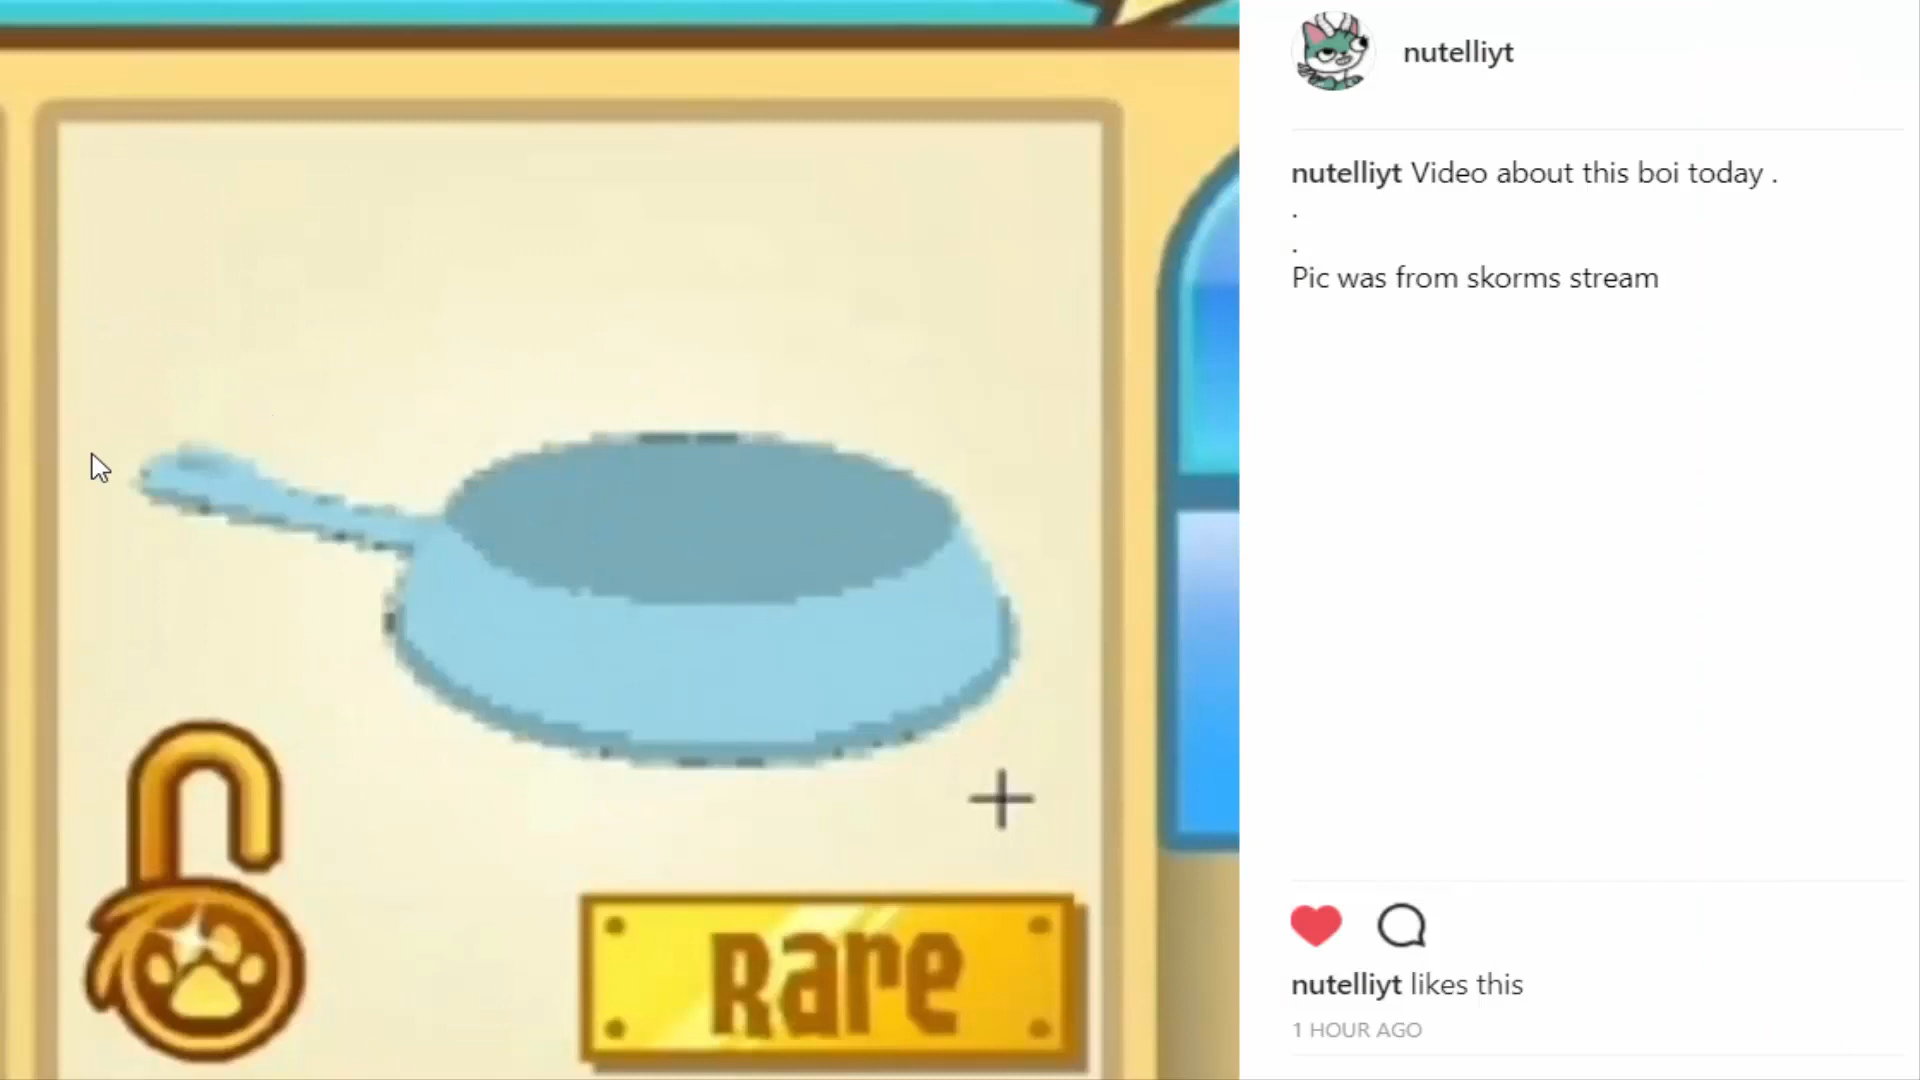 nutelliyt
nutelliyt Video about this boi today .
.
.
Pic was from skorms stream
Rare
nutelliyt likes this
1 HOUR AGO